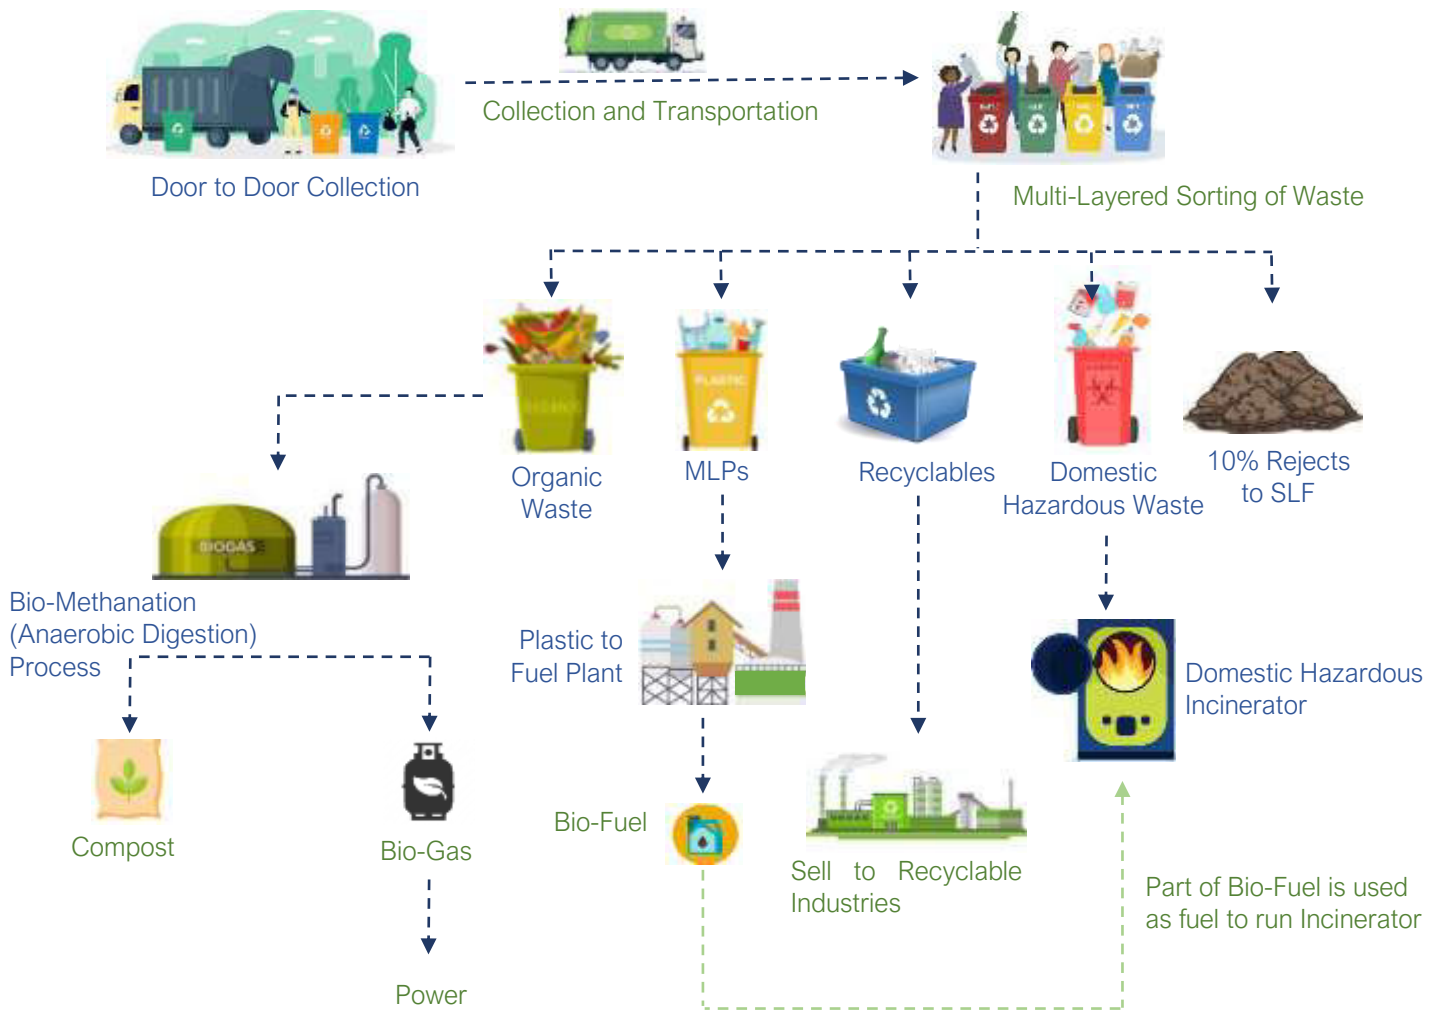 Collection and Transportation
Door to Door Collection
Multi-Layered Sorting of Waste
PLASTIC
Organic
Waste
MLPs
Recyclables
Domestic
Hazardous Waste
10% Rejects
to SLF
BIOGAS
Bio-Methanation
(Anaerobic Digestion)
Process
Plastic to
Fuel Plant
Domestic Hazardous
Incinerator
Compost
Bio-Gas
Bio-Fuel
Sell to Recyclable
Industries
Part of Bio-Fuel is used
as fuel to run Incinerator
Power